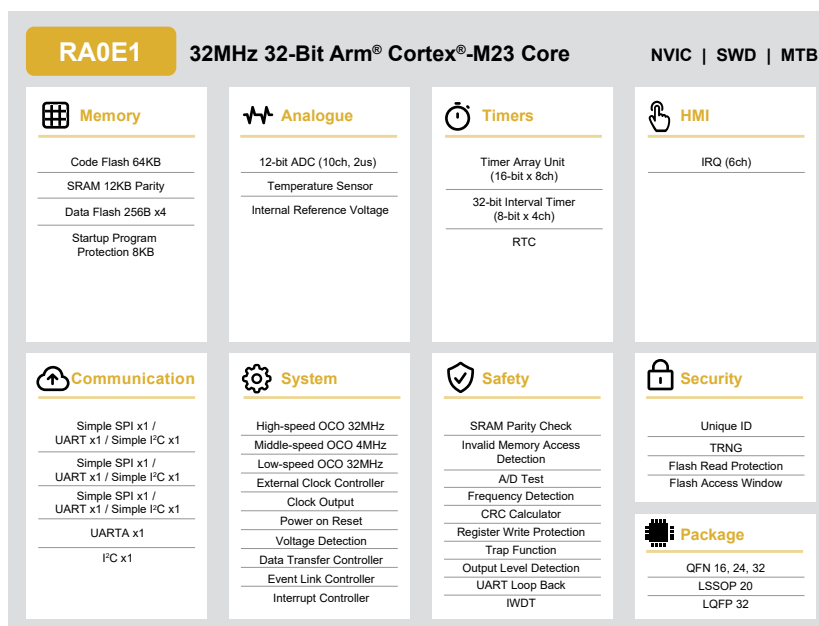 RA0E1
32MHz 32-Bit Arm® Cortex®-M23 Core
NVIC | SWD | MTB
Memory
Code Flash 64KB
SRAM 12KB Parity
Data Flash 256B x4
Startup Program
Protection 8KB
Analogue
12-bit ADC (10ch, 2us)
Temperature Sensor
Internal Reference Voltage
Timers
Timer Array Unit
(16-bit x 8ch)
32-bit Interval Timer
(8-bit x 4ch)
RTC
HMI
IRQ (6ch)
Communication
Simple SPI x1 /
UART x1 / Simple I²C x1
Simple SPI x1 /
UART x1 / Simple I²C x1
Simple SPI x1 /
UART x1 / Simple I²C x1
UARTA x1
I²C x1
System
High-speed OCO 32MHz
Middle-speed OCO 4MHz
Low-speed OCO 32MHz
External Clock Controller
Clock Output
Power on Reset
Voltage Detection
Data Transfer Controller
Event Link Controller
Interrupt Controller
Safety
SRAM Parity Check
Invalid Memory Access
Detection
A/D Test
Frequency Detection
CRC Calculator
Register Write Protection
Trap Function
Output Level Detection
UART Loop Back
IWDT
Security
Unique ID
TRNG
Flash Read Protection
Flash Access Window
Package
QFN 16, 24, 32
LSSOP 20
LQFP 32